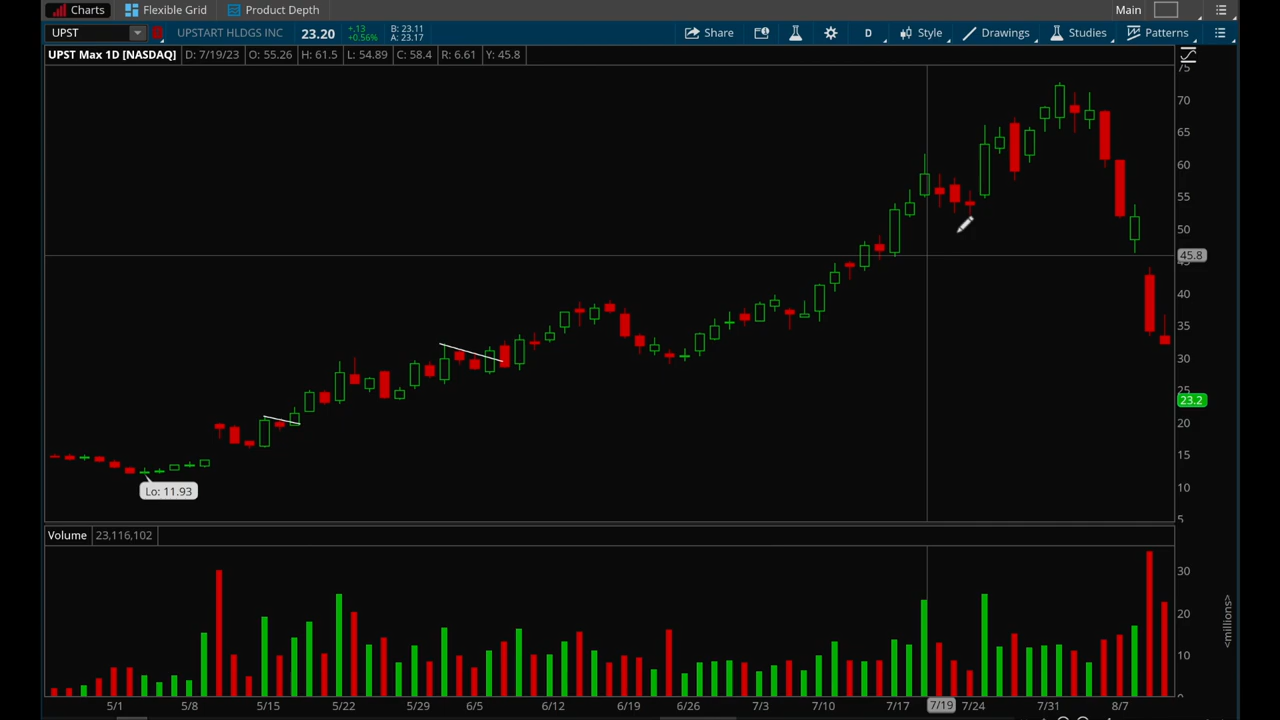 Charts Flexible Grid Product Depth Main
UPST UPSTART HLDGS INC 23.20 +.13 +0.56% B: 23.11 A: 23.17 Share D Style Drawings Studies Patterns
UPST Max 1D [NASDAQ] D: 7/19/23 O: 55.26 H: 61.5 L: 54.89 C: 58.4 R: 6.61 Y: 45.8
75
70
65
60
55
50
45.8
40
35
30
25
23.2
20
15
Lo: 11.93
10
5
Volume 23,116,102
30
20
10
<millions>
5/1 5/8 5/15 5/22 6/5 6/12 6/19 6/26 7/3 7/10 7/17 7/19 7/24 7/31 8/7